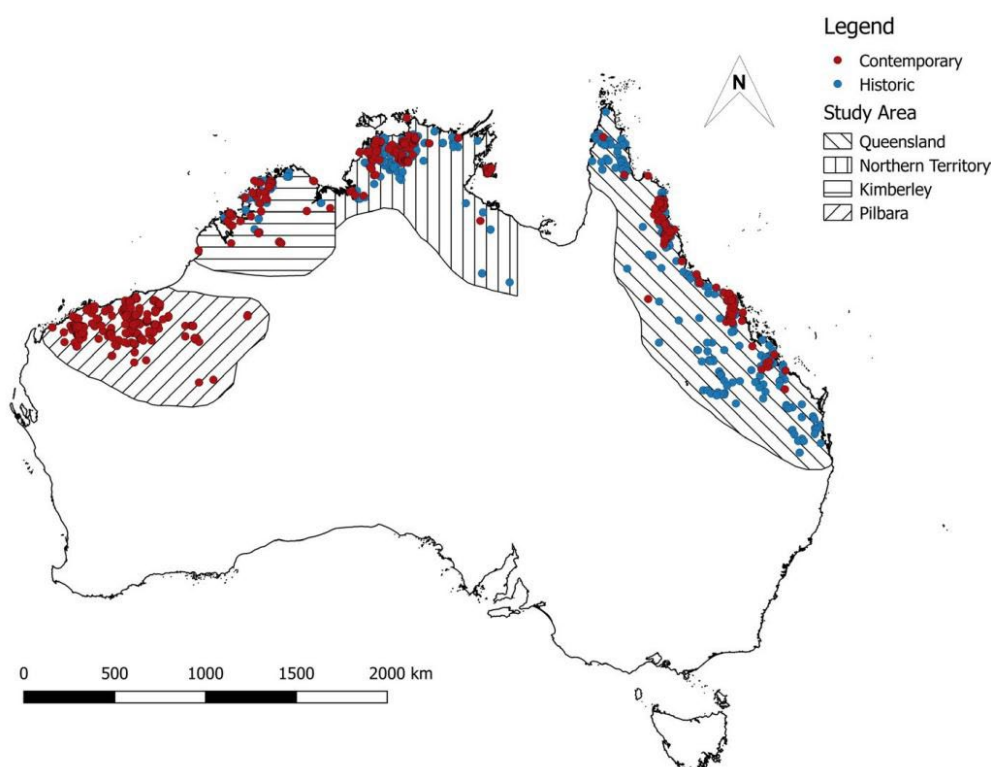 Legend
Contemporary
Historic
N
Study Area
Queensland
Northern Territory
Kimberley
Pilbara
0 500 1000 1500 2000 km